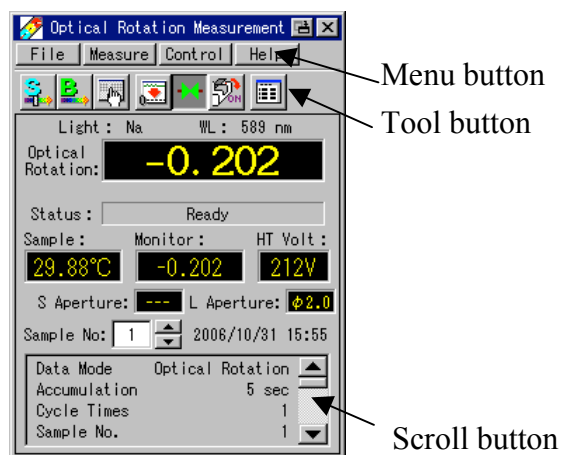 Optical Rotation Measurement
File Measure Control Help
Menu button
S B ON
Tool button
Light: Na WL: 589 nm
Optical Rotation: -0.202
Status: Ready
Sample: Monitor: HT Volt:
29.88°C -0.202 212V
S Aperture: --- L Aperture: φ2.0
Sample No: 1 2006/10/31 15:55
Data Mode Optical Rotation
Accumulation 5 sec
Cycle Times 1
Sample No. 1
Scroll button